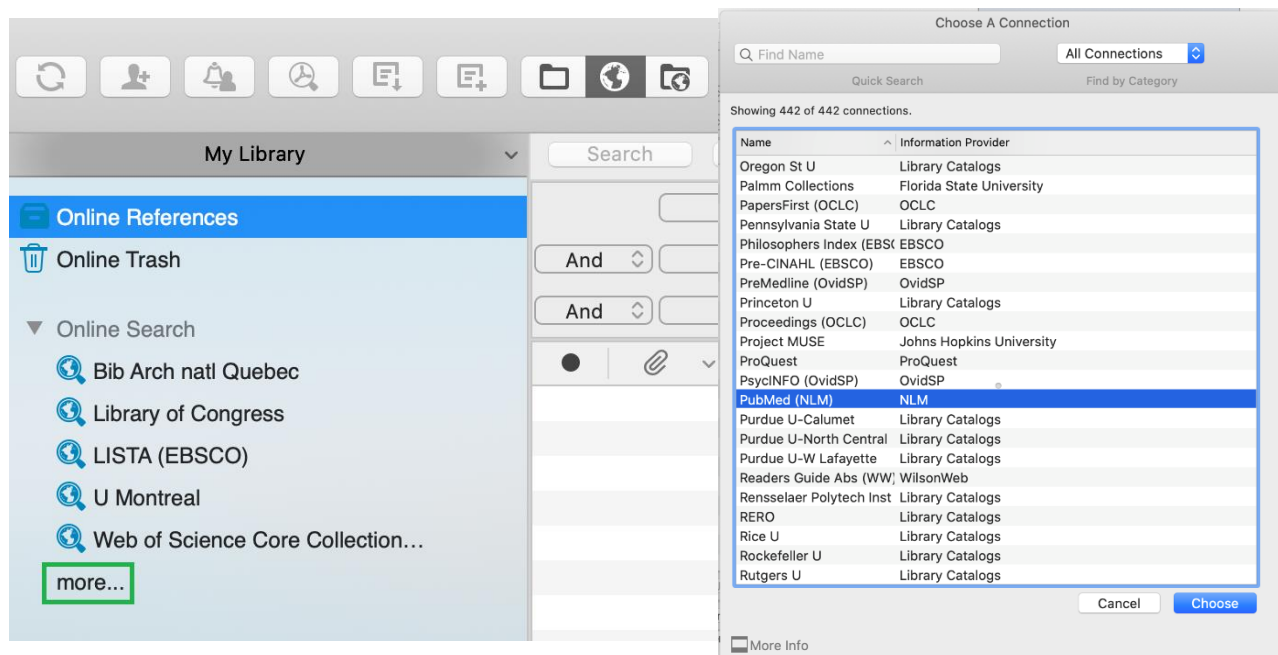 My Library
Search
Online References
Online Trash
And
And
Online Search
Bib Arch natl Quebec
Library of Congress
LISTA (EBSCO)
U Montreal
Web of Science Core Collection...
more...
Choose A Connection
Find Name
All Connections
Quick Search
Find by Category
Showing 442 of 442 connections.
Name Information Provider
Oregon St U Library Catalogs
Palmm Collections Florida State University
PapersFirst (OCLC) OCLC
Pennsylvania State U Library Catalogs
Philosophers Index (EBS( EBSCO
Pre-CINAHL (EBSCO) EBSCO
PreMedline (OvidSP) OvidSP
Princeton U Library Catalogs
Proceedings (OCLC) OCLC
Project MUSE Johns Hopkins University
ProQuest ProQuest
PsycINFO (OvidSP) OvidSP
PubMed (NLM) NLM
Purdue U-Calumet Library Catalogs
Purdue U-North Central Library Catalogs
Purdue U-W Lafayette Library Catalogs
Readers Guide Abs (WW) WilsonWeb
Rensselaer Polytech Inst Library Catalogs
RERO Library Catalogs
Rice U Library Catalogs
Rockefeller U Library Catalogs
Rutgers U Library Catalogs
Cancel
Choose
More Info